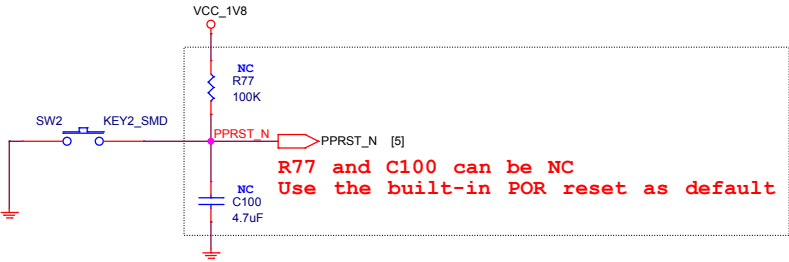 VCC_1V8
NC
R77
100K
SW2 KEY2_SMD
PPRST_N
PPRST_N [5]
R77 and C100 can be NC
Use the built-in POR reset as default
NC
C100
4.7uF